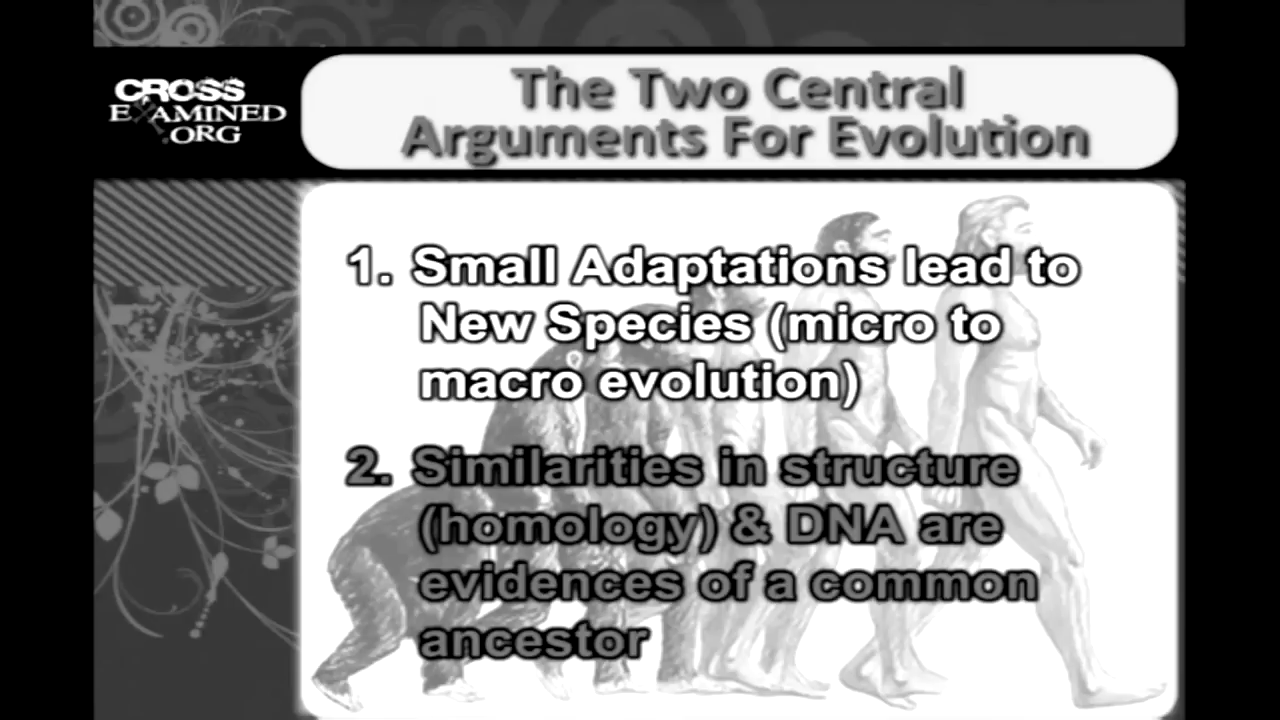 CROSS
EXAMINED
.ORG
The Two Central
Arguments For Evolution
1. Small Adaptations lead to
New Species (micro to
macro evolution)
2. Similarities in structure
(homology) & DNA are
evidences of a common
ancestor